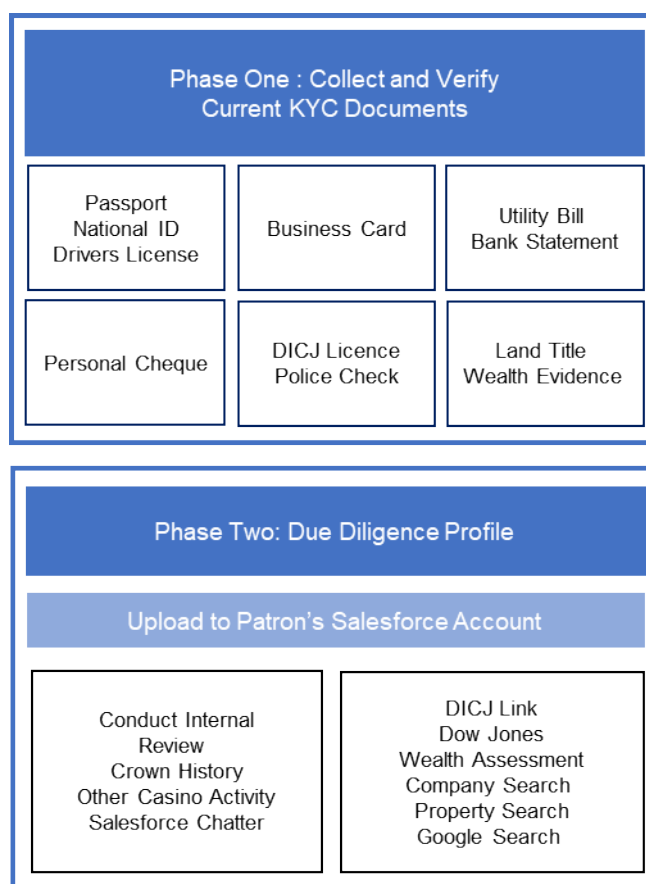 Phase One : Collect and Verify
Current KYC Documents
Passport
National ID
Drivers License
Business Card
Utility Bill
Bank Statement
Personal Cheque
DICJ Licence
Police Check
Land Title
Wealth Evidence
Phase Two: Due Diligence Profile
Upload to Patron's Salesforce Account
Conduct Internal
Review
Crown History
Other Casino Activity
Salesforce Chatter
DICJ Link
Dow Jones
Wealth Assessment
Company Search
Property Search
Google Search